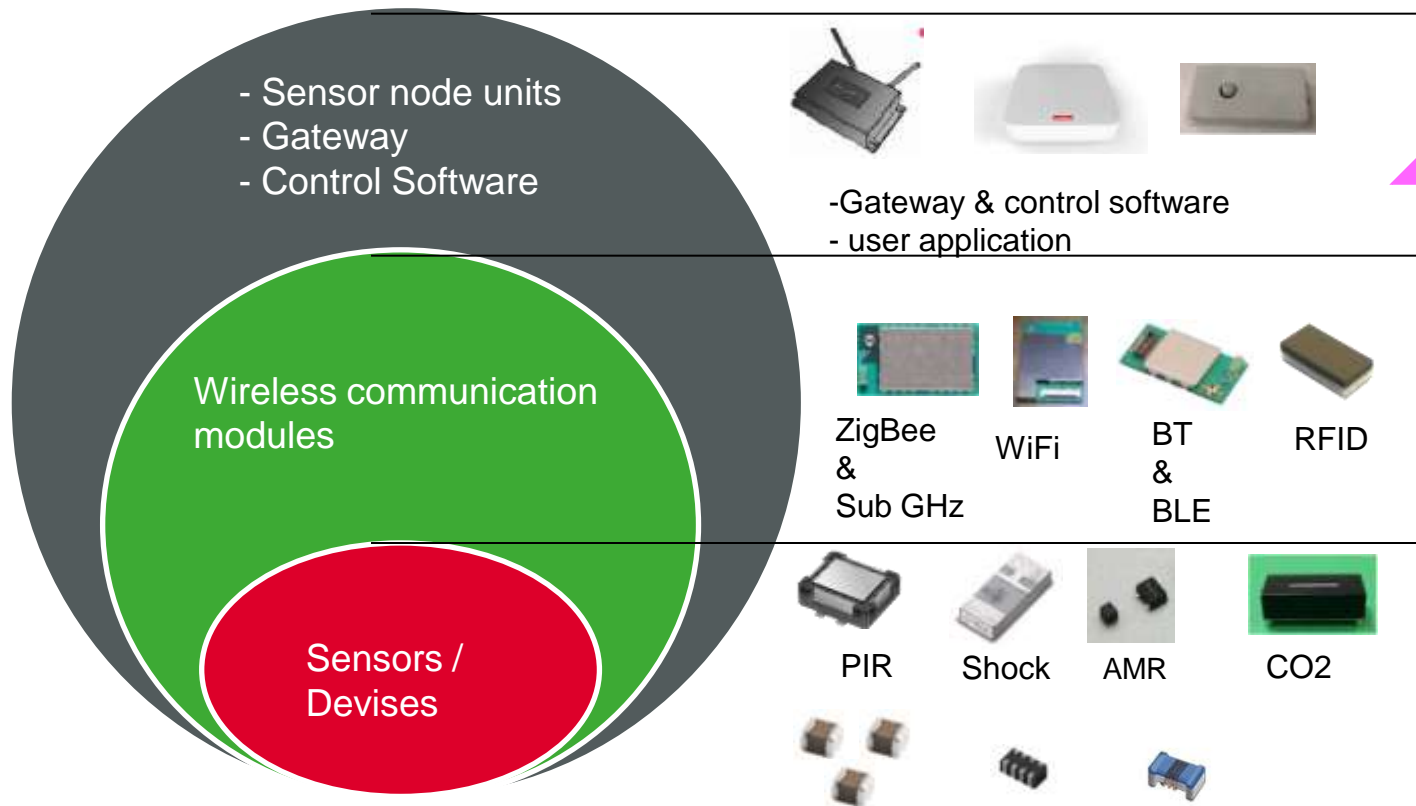 - Sensor node units
- Gateway
- Control Software
-Gateway & control software
- user application
Wireless communication
modules
ZigBee
&
Sub GHz
WiFi
BT
&
BLE
RFID
Sensors /
Devises
PIR
Shock
AMR
CO2